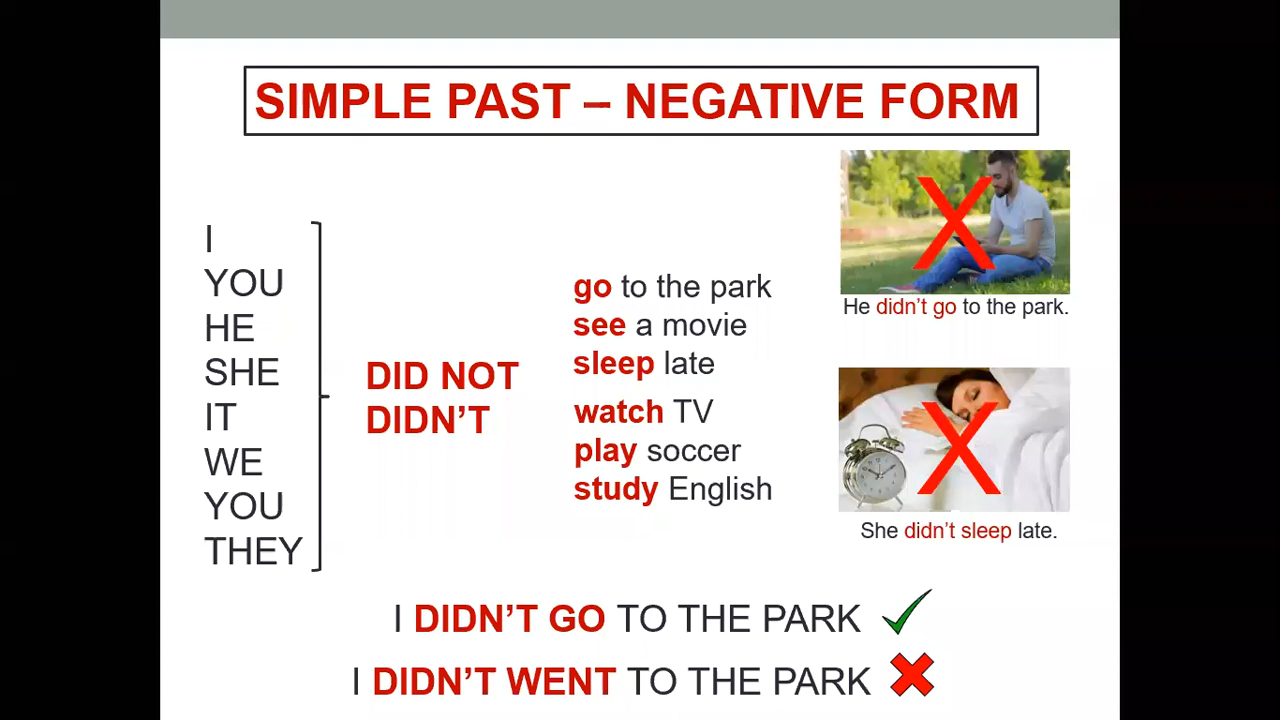 SIMPLE PAST – NEGATIVE FORM
I
YOU
HE
SHE
IT
WE
YOU
THEY
DID NOT
DIDN'T
go to the park
see a movie
sleep late
watch TV
play soccer
study English
He didn't go to the park.
She didn't sleep late.
I DIDN'T GO TO THE PARK
I DIDN'T WENT TO THE PARK